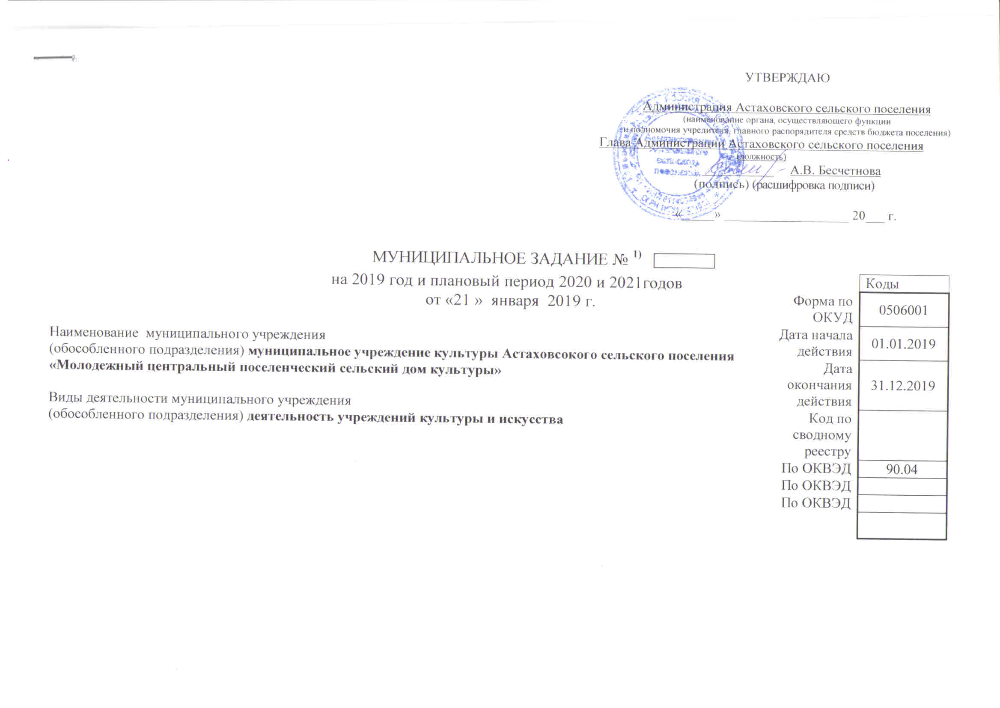 УТВЕРЖДАЮ
Администрация Астаховского сельского поселения
(наименование органа, осуществляющего функции
и полномочия учредителя, главного распорядителя средств бюджета поселения)
Глава Администрации Астаховского сельского поселения
(должность)
А.В. Бесчетнова
(подпись) (расшифровка подписи)
«_____» ___________________ 20___ г.
МУНИЦИПАЛЬНОЕ ЗАДАНИЕ № 1)
на 2019 год и плановый период 2020 и 2021годов
от «21 » января 2019 г.
Наименование муниципального учреждения
(обособленного подразделения) муниципальное учреждение культуры Астаховсокого сельского поселения
«Молодежный центральный поселенческий сельский дом культуры»
Виды деятельности муниципального учреждения
(обособленного подразделения) деятельность учреждений культуры и искусства
Коды
Форма по
ОКУД
0506001
Дата начала
действия
01.01.2019
Дата
окончания
действия
31.12.2019
Код по
сводному
реестру
По ОКВЭД
90.04
По ОКВЭД
По ОКВЭД